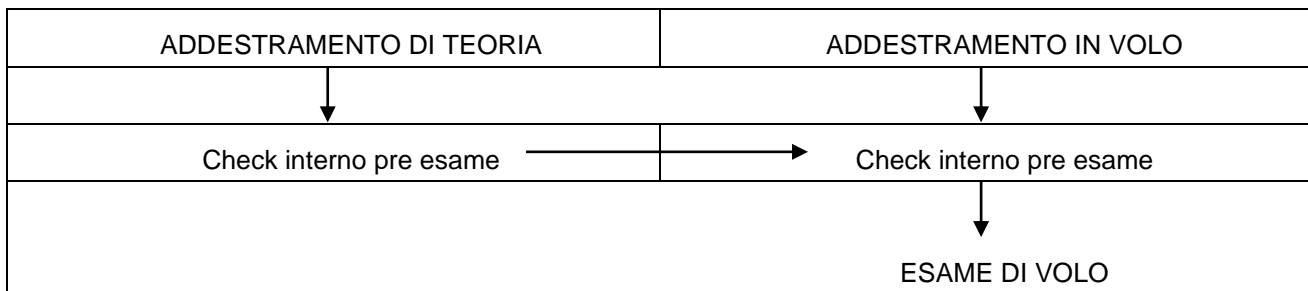 ADDESTRAMENTO DI TEORIA
ADDESTRAMENTO IN VOLO
Check interno pre esame
Check interno pre esame
ESAME DI VOLO